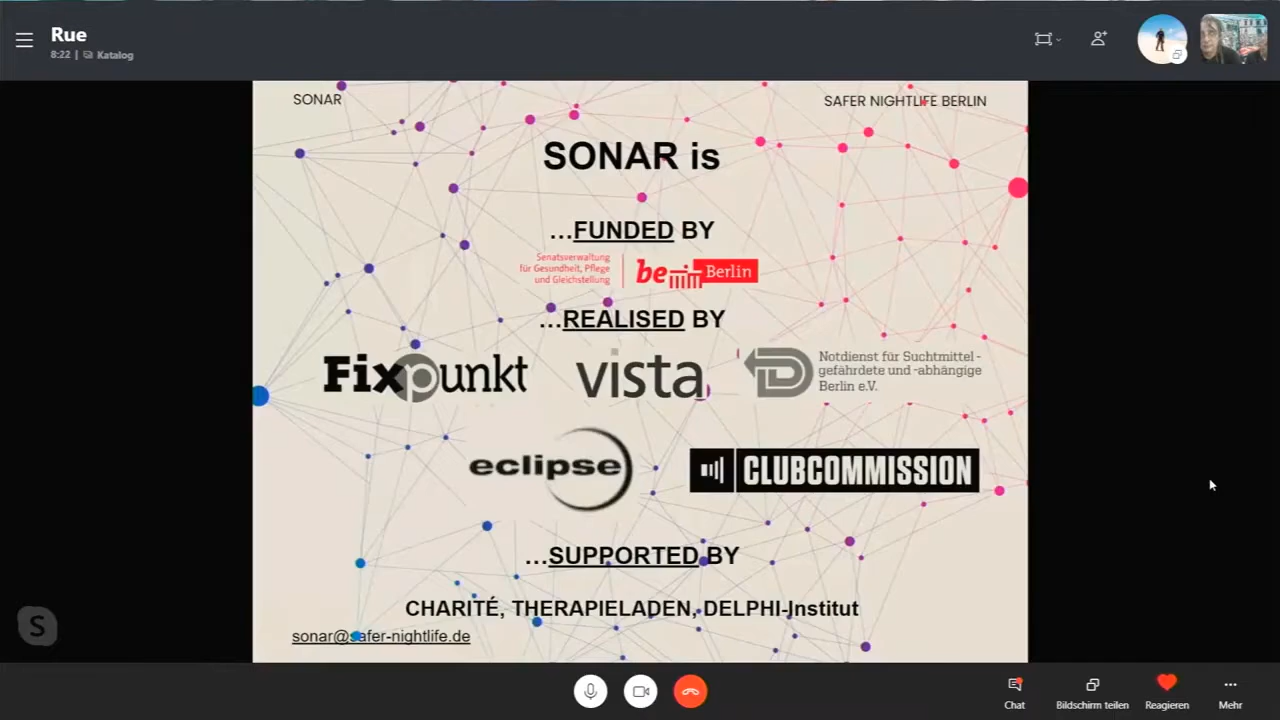 Rue
8:22 | Katalog
SONAR
SAFER NIGHTLIFE BERLIN
SONAR is
...FUNDED BY
Senatsverwaltung
für Gesundheit, Pflege
und Gleichstellung
be Berlin
...REALISED BY
Fixpunkt
vista
Notdienst für Suchtmittel-
gefährdete und -abhängige
Berlin e.V.
eclipse
CLUBCOMMISSION
...SUPPORTED BY
CHARITÉ, THERAPIELADEN, DELPHI-Institut
sonar@safer-nightlife.de
S
Chat
Bildschirm teilen
Reagieren
Mehr